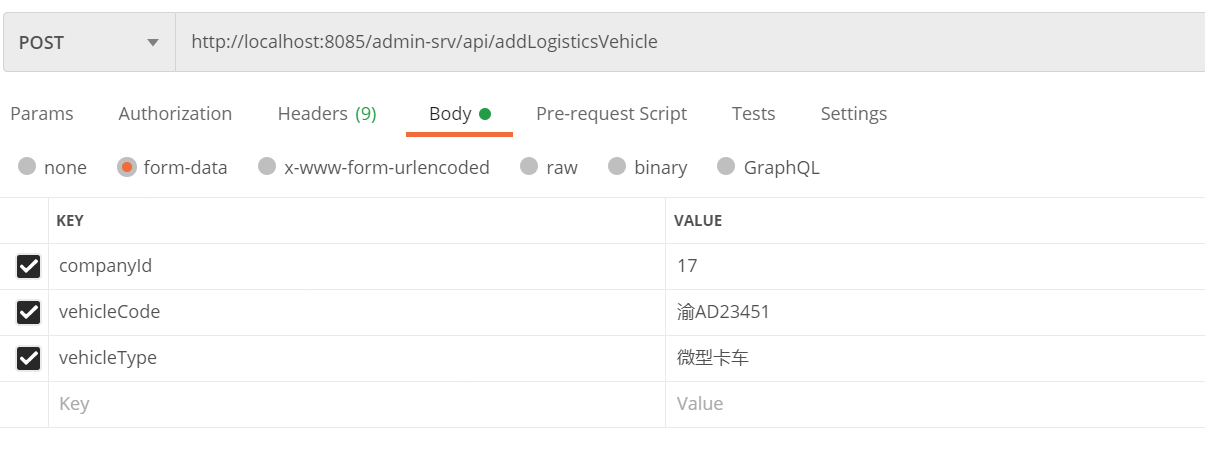 POST http://localhost:8085/admin-srv/api/addLogisticsVehicle
Params Authorization Headers (9) Body Pre-request Script Tests Settings
none form-data x-www-form-urlencoded raw binary GraphQL
KEY VALUE
companyId 17
vehicleCode 渝AD23451
vehicleType 微型卡车
Key Value